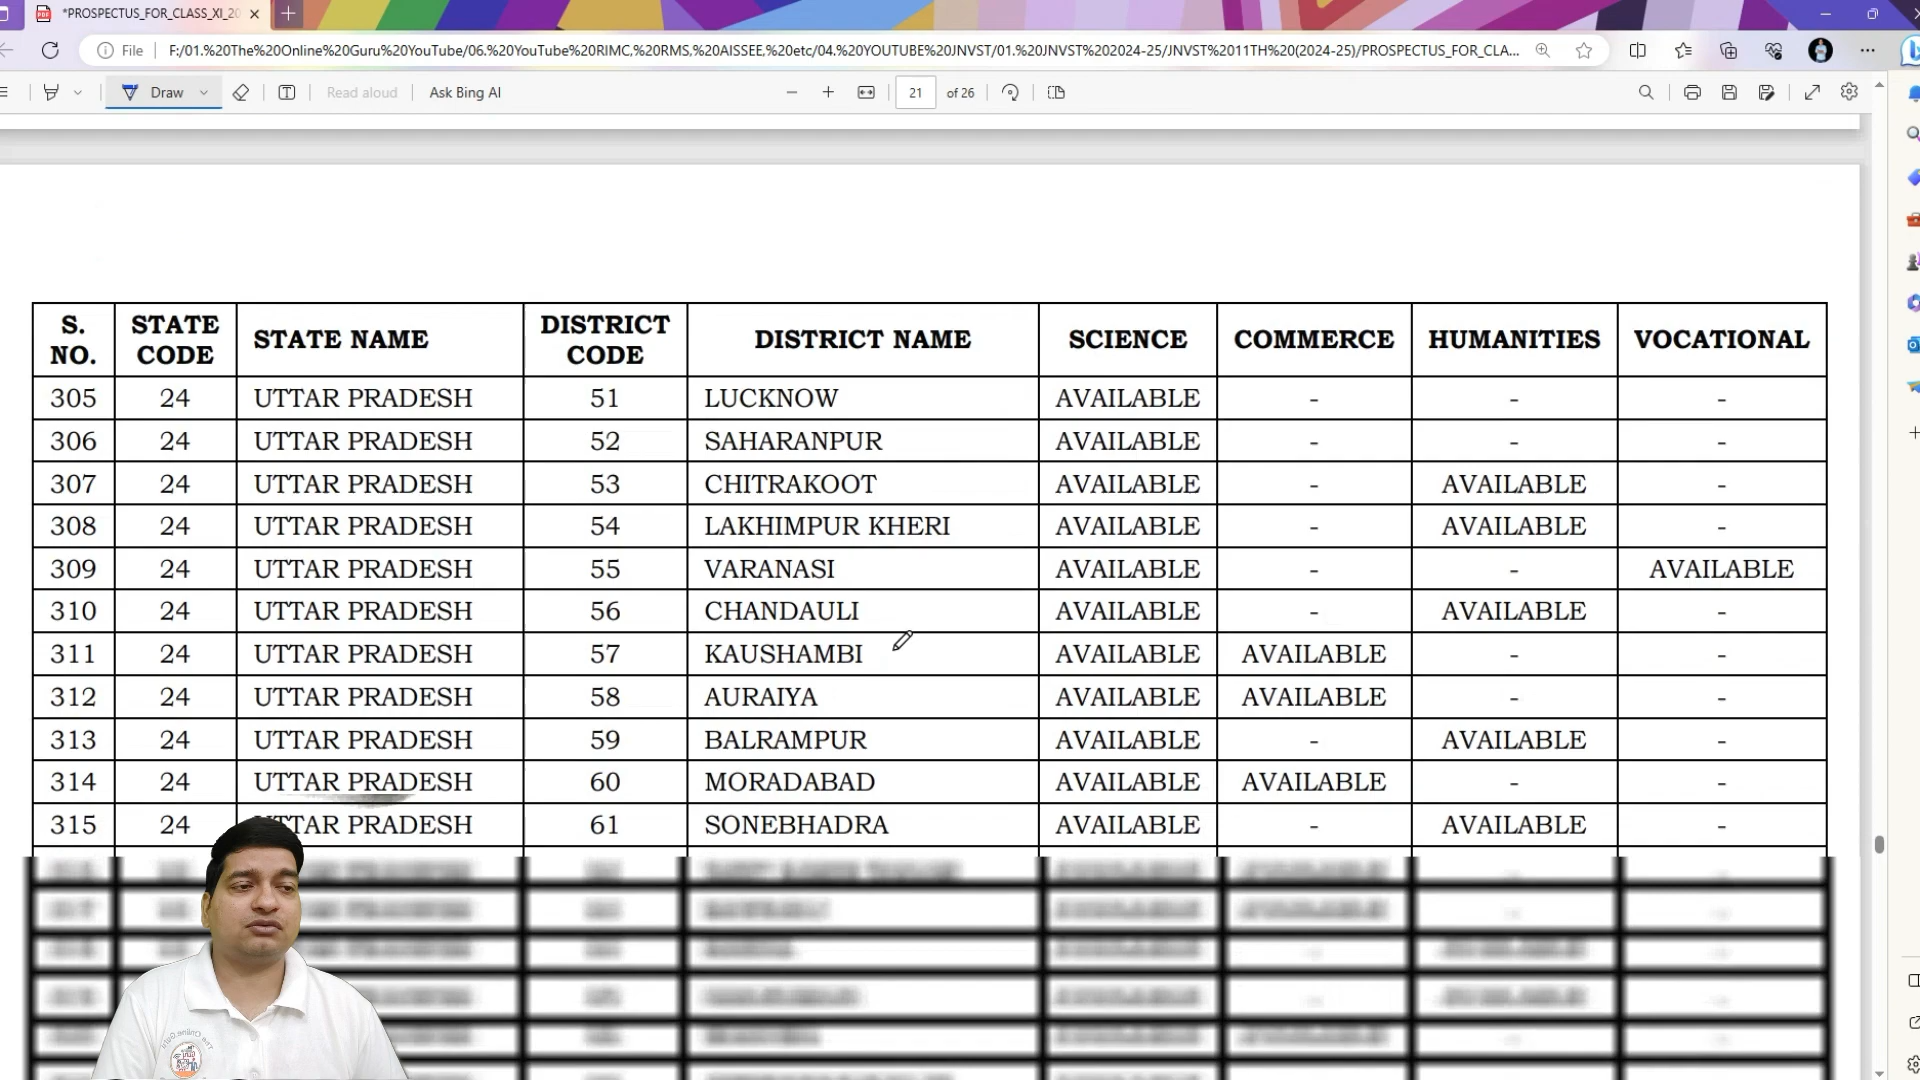 *PROSPECTUS_FOR_CLASS_XI_20
File F:/01.%20The%20Online%20Guru%20YouTube/06.%20YouTube%20RIMC,%20RMS,%20AISSEE,%20etc/04.%20YOUTUBE%20JNVST/01.%20JNVST%202024-25/JNVST%2011TH%20(2024-25)/PROSPECTUS_FOR_CLA...
Draw Read aloud Ask Bing AI 21 of 26
S. NO. STATE CODE STATE NAME DISTRICT CODE DISTRICT NAME SCIENCE COMMERCE HUMANITIES VOCATIONAL
305 24 UTTAR PRADESH 51 LUCKNOW AVAILABLE - - -
306 24 UTTAR PRADESH 52 SAHARANPUR AVAILABLE - - -
307 24 UTTAR PRADESH 53 CHITRAKOOT AVAILABLE - AVAILABLE -
308 24 UTTAR PRADESH 54 LAKHIMPUR KHERI AVAILABLE - AVAILABLE -
309 24 UTTAR PRADESH 55 VARANASI AVAILABLE - - AVAILABLE
310 24 UTTAR PRADESH 56 CHANDAULI AVAILABLE - AVAILABLE -
311 24 UTTAR PRADESH 57 KAUSHAMBI AVAILABLE AVAILABLE - -
312 24 UTTAR PRADESH 58 AURAIYA AVAILABLE AVAILABLE - -
313 24 UTTAR PRADESH 59 BALRAMPUR AVAILABLE - AVAILABLE -
314 24 UTTAR PRADESH 60 MORADABAD AVAILABLE AVAILABLE - -
315 24 UTTAR PRADESH 61 SONEBHADRA AVAILABLE - AVAILABLE -
The Online Guru